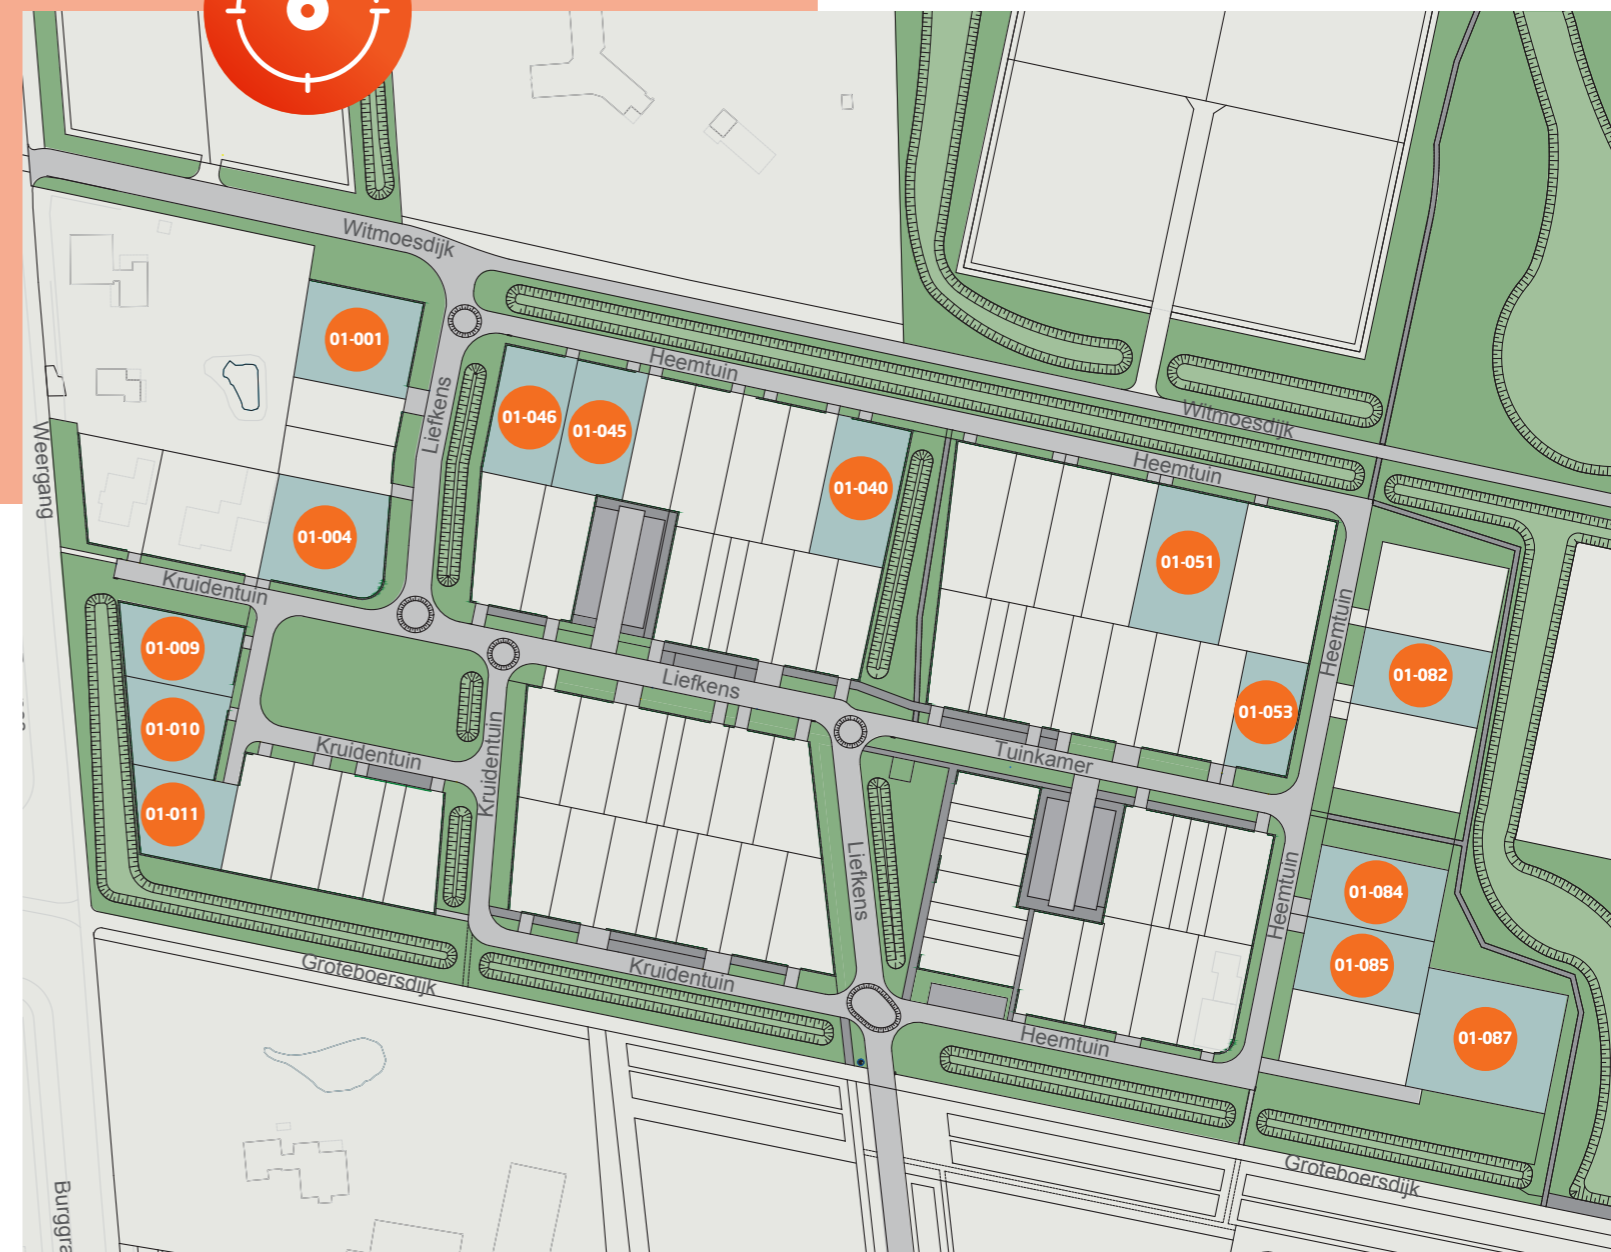 Witmoesdijk
01-001
Liefkens
Heemtuin
01-046
01-045
Witmoesdijk
Weergang
01-040
Heemtuin
01-004
01-051
Kruidentuin
Heemtuin
01-009
01-082
Liefkens
01-053
01-010
Kruidentuin
Kruidentuin
Tuinkamer
01-011
Liefkens
01-084
Heemtuin
01-085
Groteboersdijk
Kruidentuin
Heemtuin
01-087
Groteboersdijk